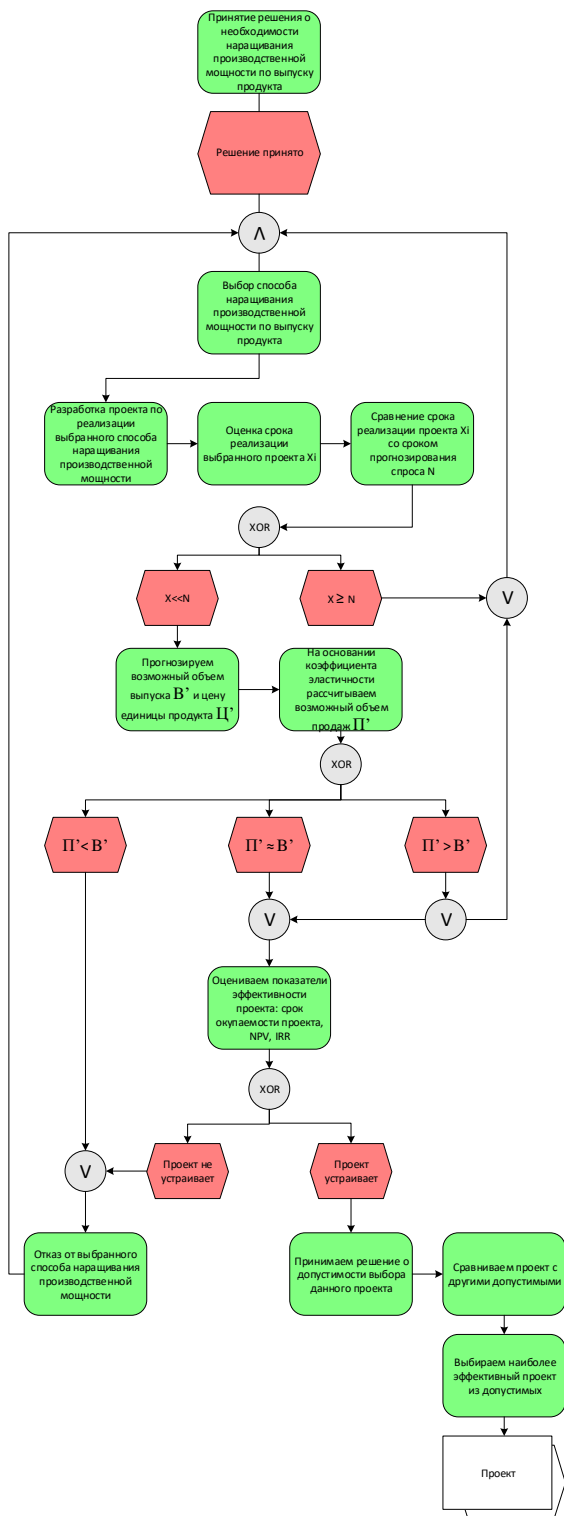 Принятие решения о
необходимости
наращивания
производственной
мощности по выпуску
продукта
Решение принято
Λ
Выбор способа
наращивания
производственной
мощности по выпуску
продукта
Разработка проекта по
реализации
выбранного способа
наращивания
производственной
мощности
Оценка срока
реализации
выбранного проекта Xi
Сравнение срока
реализации проекта Xi
со сроком
прогнозирования
спроса N
XOR
X<<N
X ≥ N
V
Прогнозируем
возможный объем
выпуска В’ и цену
единицы продукта Ц’
На основании
коэффициента
эластичности
рассчитываем
возможный объем
продаж П’
XOR
П’< В’
П’ ≈ В’
П’ > В’
V
V
Оцениваем показатели
эффективности
проекта: срок
окупаемости проекта,
NPV, IRR
XOR
V
Проект не
устраивает
Проект
устраивает
Отказ от выбранного
способа наращивания
производственной
мощности
Принимаем решение о
допустимости выбора
данного проекта
Сравниваем проект с
другими допустимыми
Выбираем наиболее
эффективный проект
из допустимых
Проект